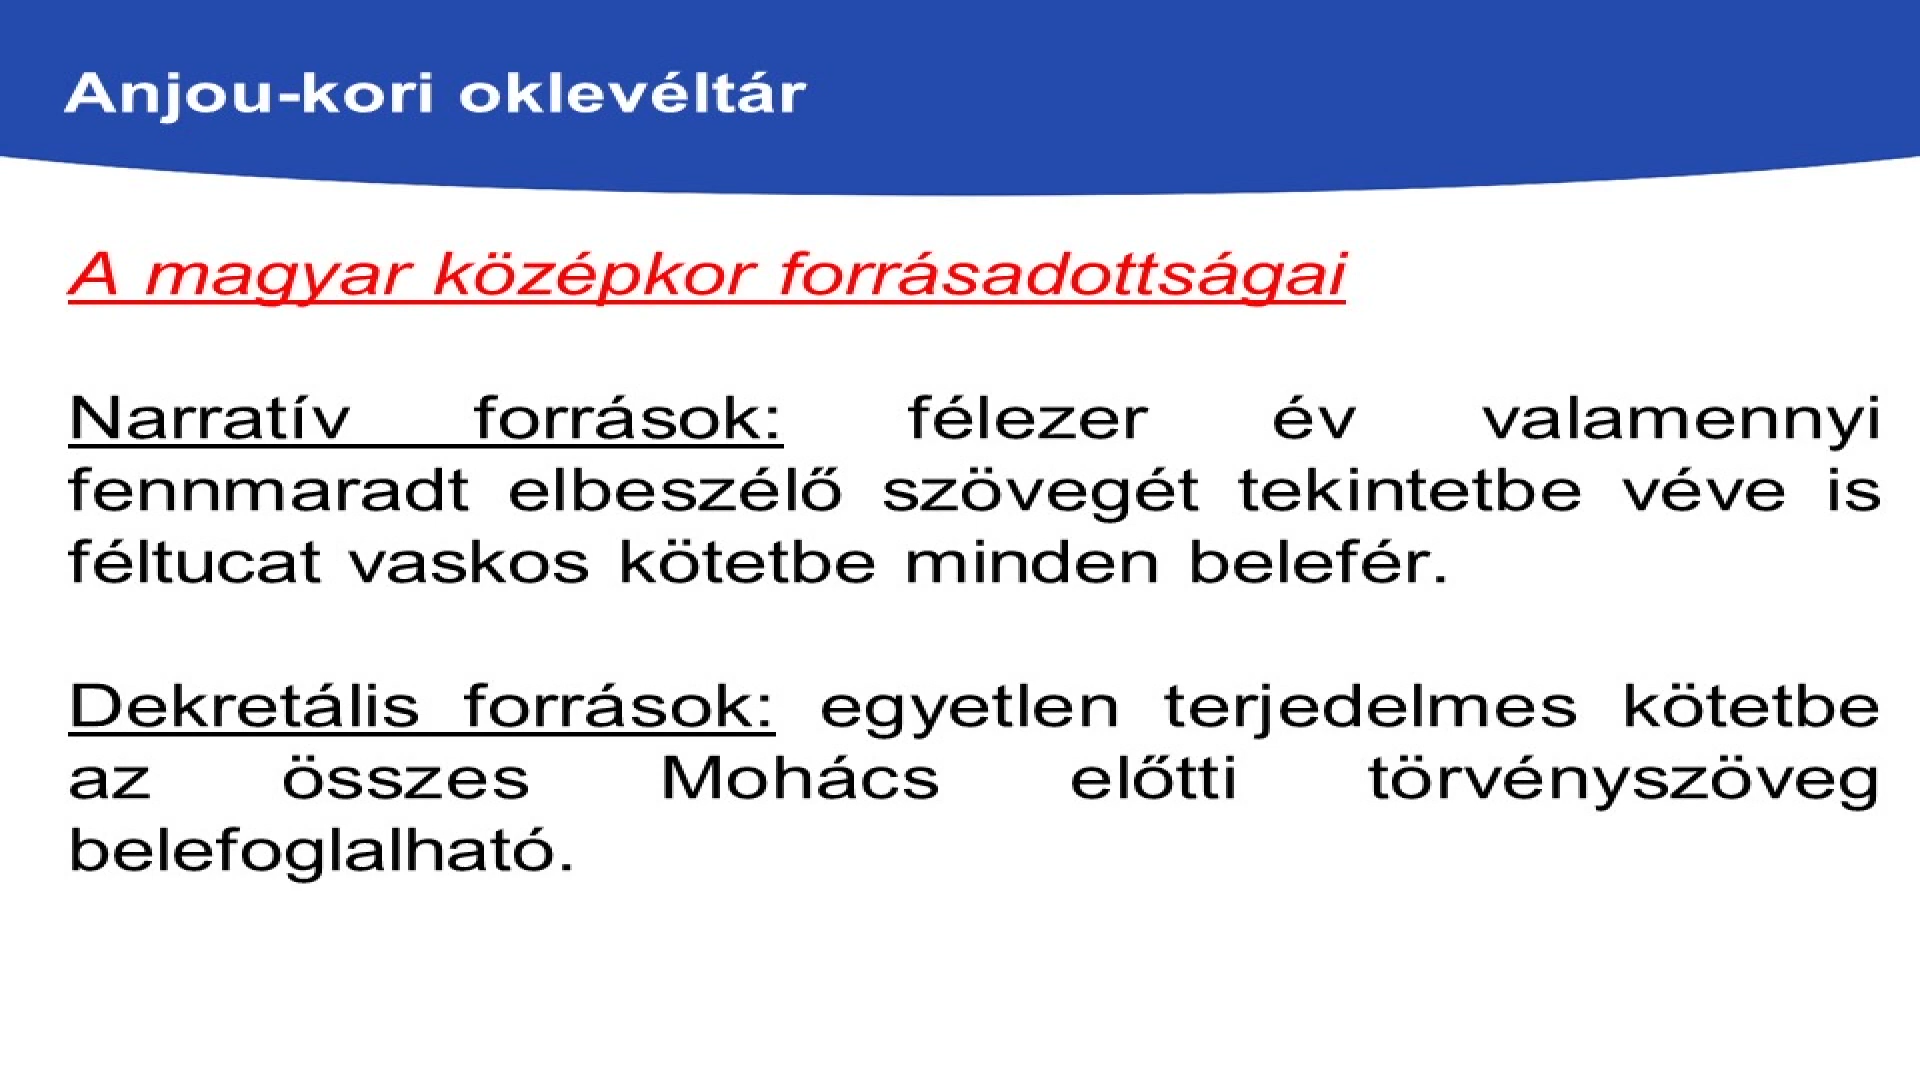 Anjou-kori oklevéltár
A magyar középkor forrásadottságai
Narratív források: félezer év valamennyi
fennmaradt elbeszélő szövegét tekintetbe véve is
féltucat vaskos kötetbe minden belefér.
Dekretális források: egyetlen terjedelmes kötetbe
az összes Mohács előtti törvényszöveg
belefoglalható.